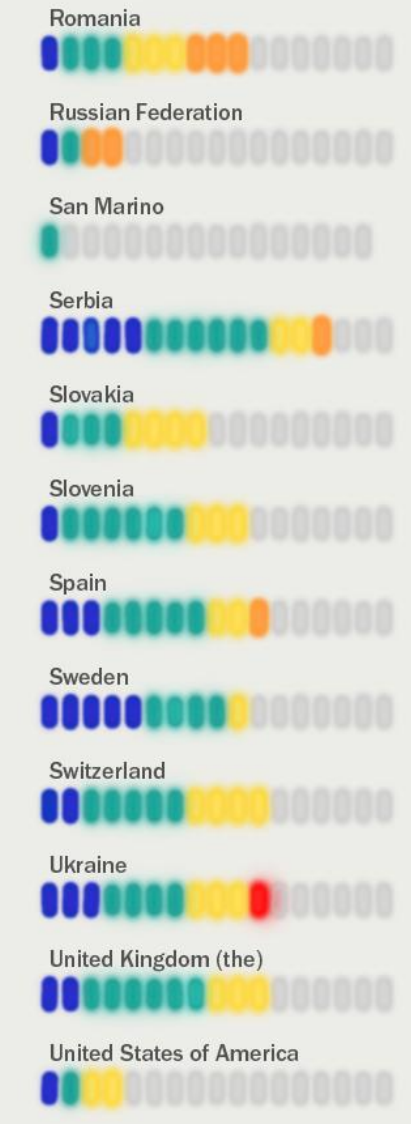 Romania
Russian Federation
San Marino
Serbia
Slovakia
Slovenia
Spain
Sweden
Switzerland
Ukraine
United Kingdom (the)
United States of America